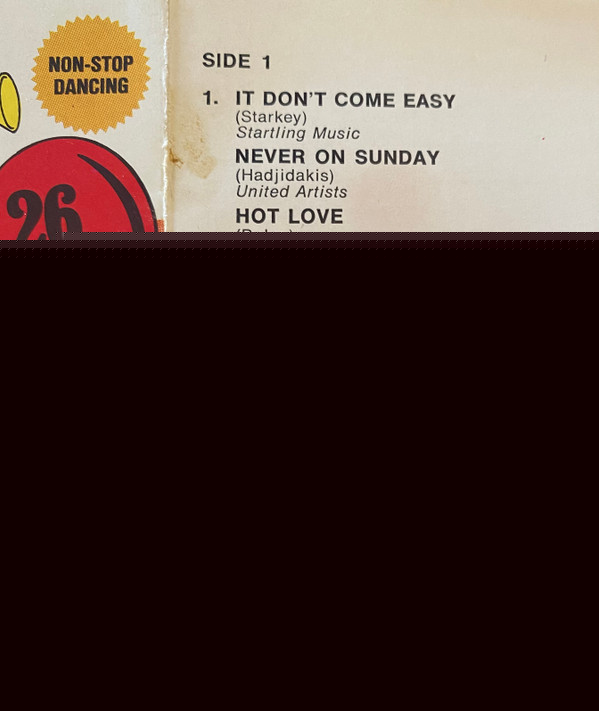 NON-STOP
DANCING
26
SIDE 1
1. IT DON'T COME EASY
(Starkey)
Startling Music
NEVER ON SUNDAY
(Hadjidakis)
United Artists
HOT LOVE